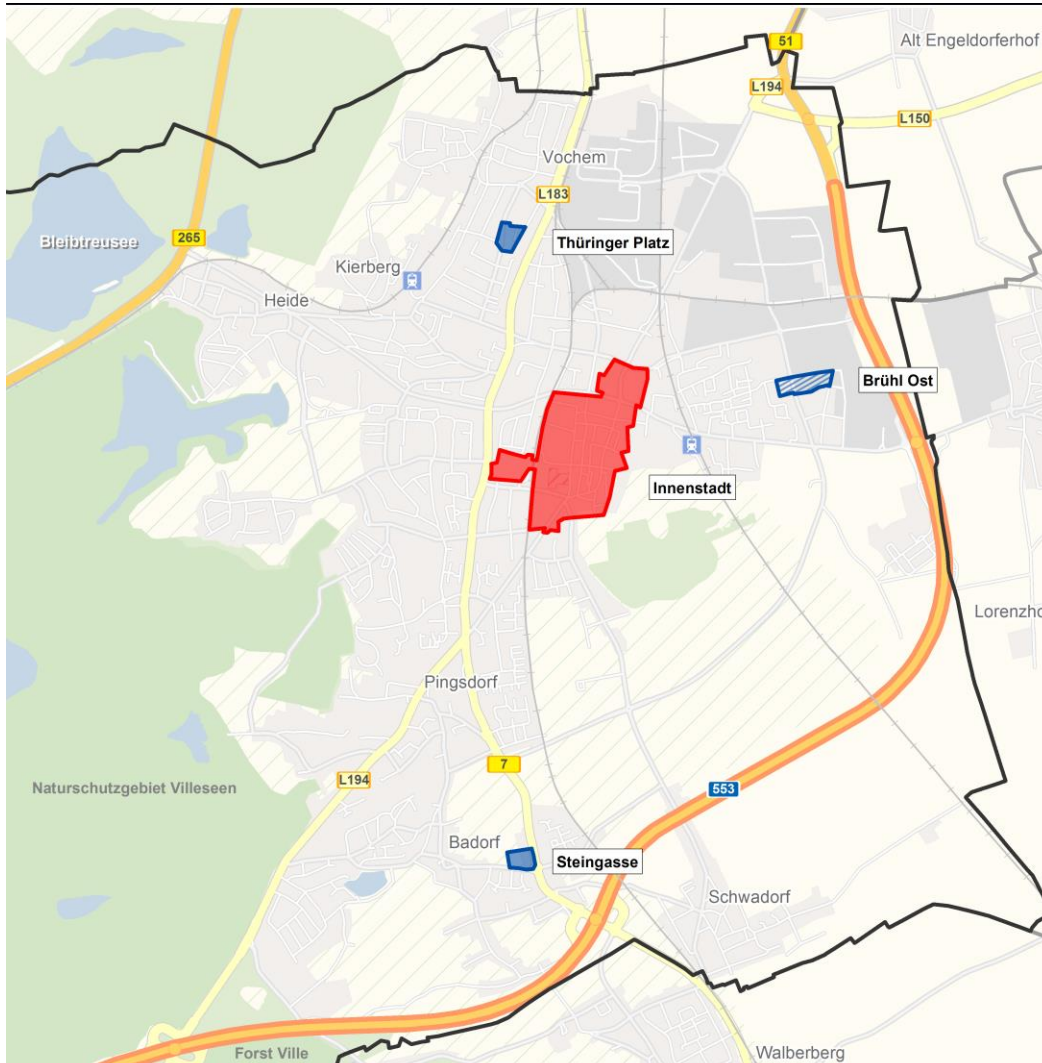 51
Alt Engeldorferhof
L194
L150
Vochem
L183
Bleibtreusee
265
Thüringer Platz
Kierberg
Heide
Brühl Ost
Innenstadt
Lorenzho
Pingsdorf
7
L194
Naturschutzgebiet Villeseen
553
Badorf
Steingasse
Schwadorf
Forst Ville
Walberberg